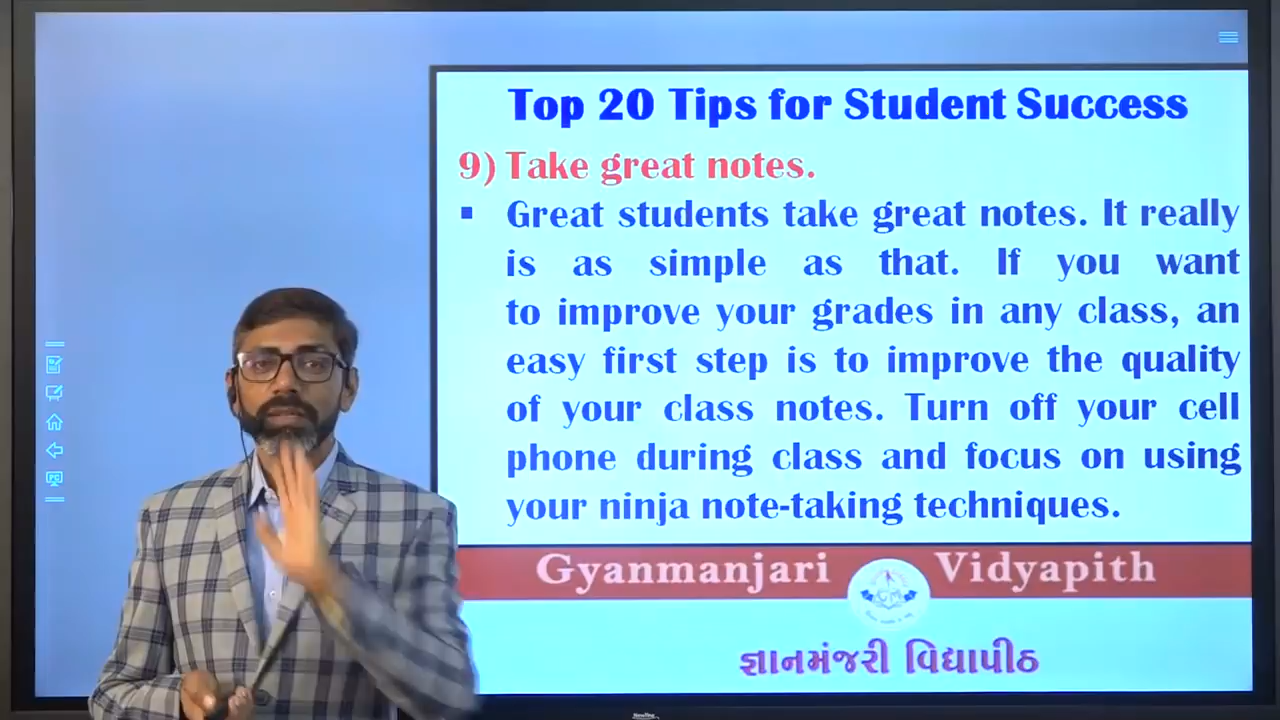 Top 20 Tips for Student Success
9) Take great notes.
▪ Great students take great notes. It really
is as simple as that. If you want
to improve your grades in any class, an
easy first step is to improve the quality
of your class notes. Turn off your cell
phone during class and focus on using
your ninja note-taking techniques.
Gyanmanjari Vidyapith
જ્ઞાનમંજરી વિદ્યાપીઠ